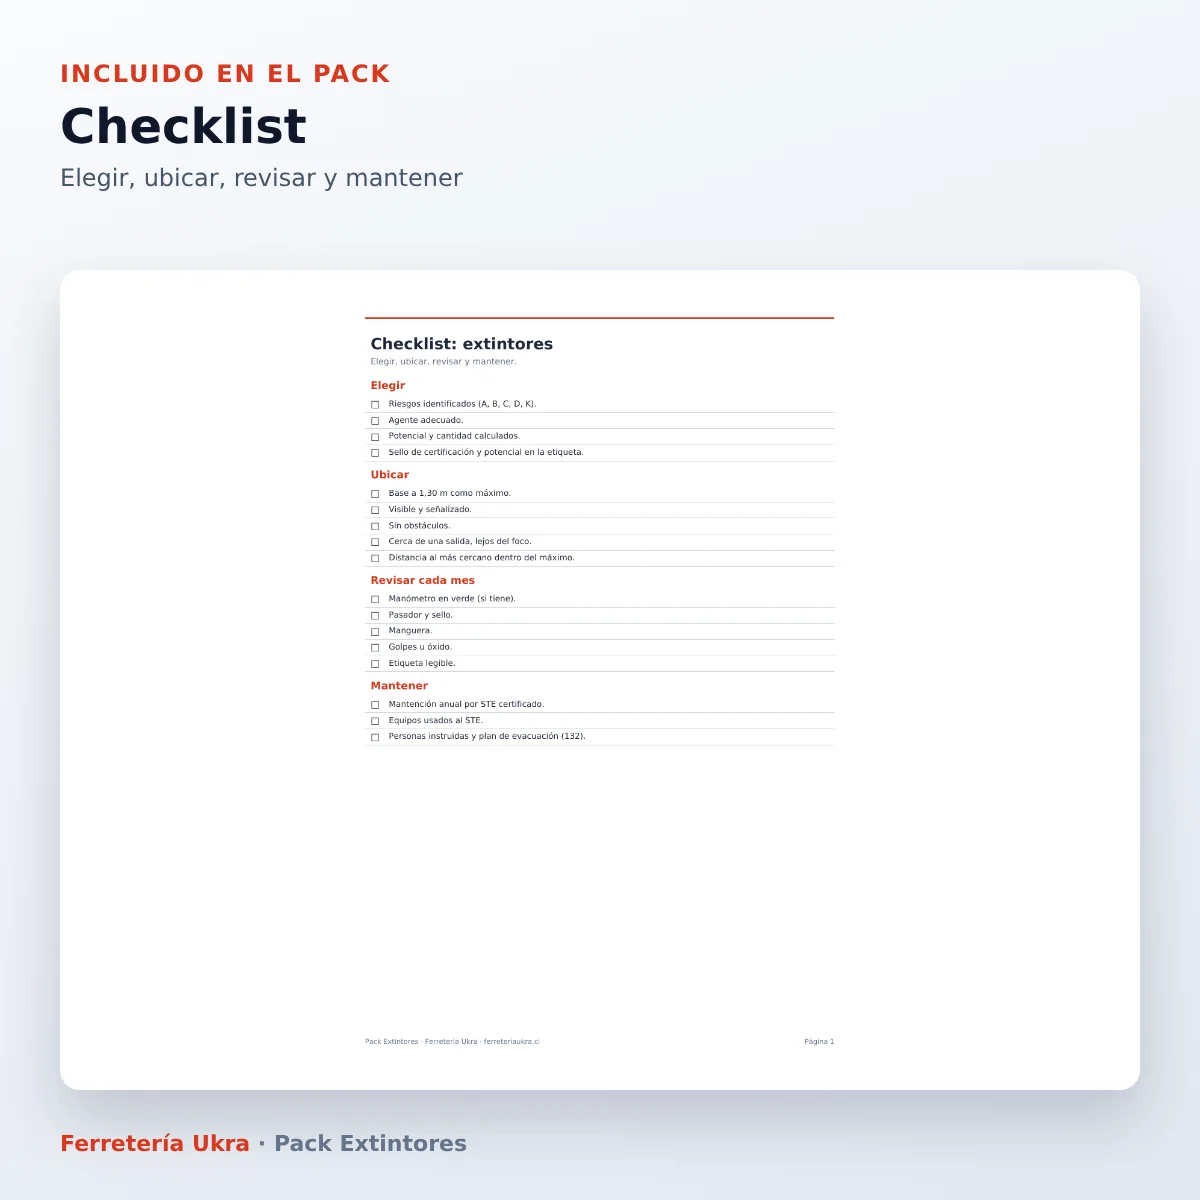 INCLUIDO EN EL PACK
Checklist
Elegir, ubicar, revisar y mantener
Checklist: extintores
Elegir, ubicar, revisar y mantener.
Elegir
Riesgos identificados (A, B, C, D, K).
Agente adecuado.
Potencial y cantidad calculados.
Sello de certificación y potencial en la etiqueta.
Ubicar
Base a 1,30 m como máximo.
Visible y señalizado.
Sin obstáculos.
Cerca de una salida, lejos del foco.
Distancia al más cercano dentro del máximo.
Revisar cada mes
Manómetro en verde (si tiene).
Pasador y sello.
Manguera.
Golpes u óxido.
Etiqueta legible.
Mantener
Mantención anual por STE certificado.
Equipos usados al STE.
Personas instruidas y plan de evacuación (132).
Pack Extintores · Ferretería Ukra · ferreteriaukra.cl
Página 1
Ferretería Ukra · Pack Extintores